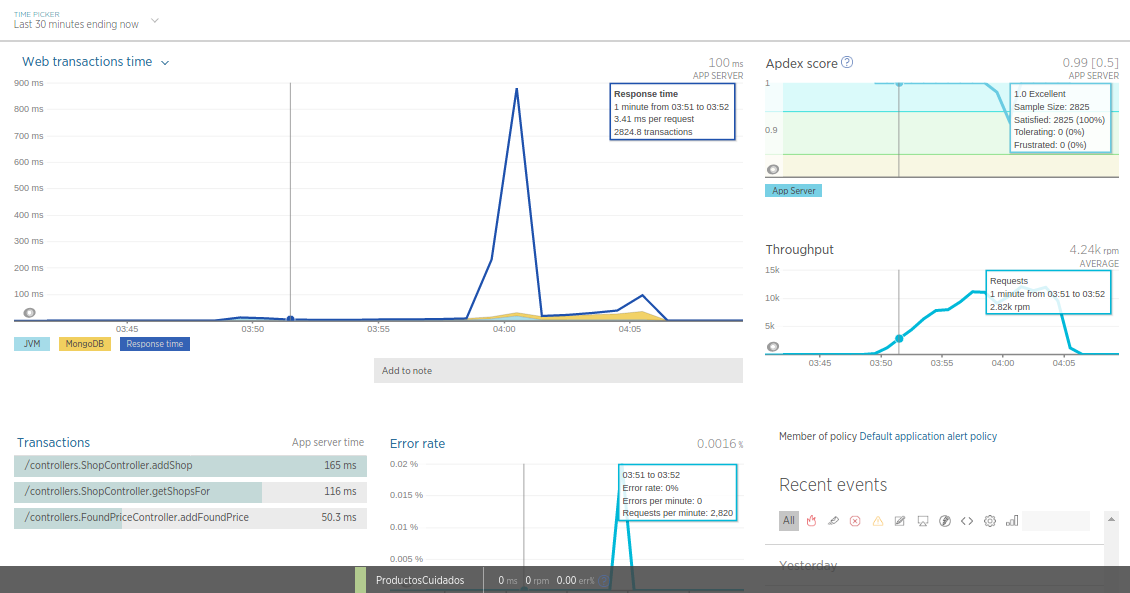 TIME PICKER
Last 30 minutes ending now
Web transactions time
100 ms
APP SERVER
900 ms
800 ms
700 ms
600 ms
500 ms
400 ms
300 ms
200 ms
100 ms
Response time
1 minute from 03:51 to 03:52
3.41 ms per request
2824.8 transactions
03:45
03:50
03:55
04:00
04:05
JVM
MongoDB
Response time
Add to note
Apdex score ?
0.99 [0.5]
APP SERVER
1
0.9
1.0 Excellent
Sample Size: 2825
Satisfied: 2825 (100%)
Tolerating: 0 (0%)
Frustrated: 0 (0%)
App Server
Throughput
4.24k rpm
AVERAGE
15k
10k
5k
Requests
1 minute from 03:51 to 03:52
2.82k rpm
03:45
03:50
03:55
04:00
04:05
Transactions
App server time
/controllers.ShopController.addShop 165 ms
/controllers.ShopController.getShopsFor 116 ms
/controllers.FoundPriceController.addFoundPrice 50.3 ms
Error rate
0.0016 %
0.02 %
0.015 %
0.01 %
0.005 %
03:51 to 03:52
Error rate: 0%
Errors per minute: 0
Requests per minute: 2,820
Member of policy Default application alert policy
Recent events
All
Yesterday
ProductosCuidados 0 ms 0 rpm 0.00 err%